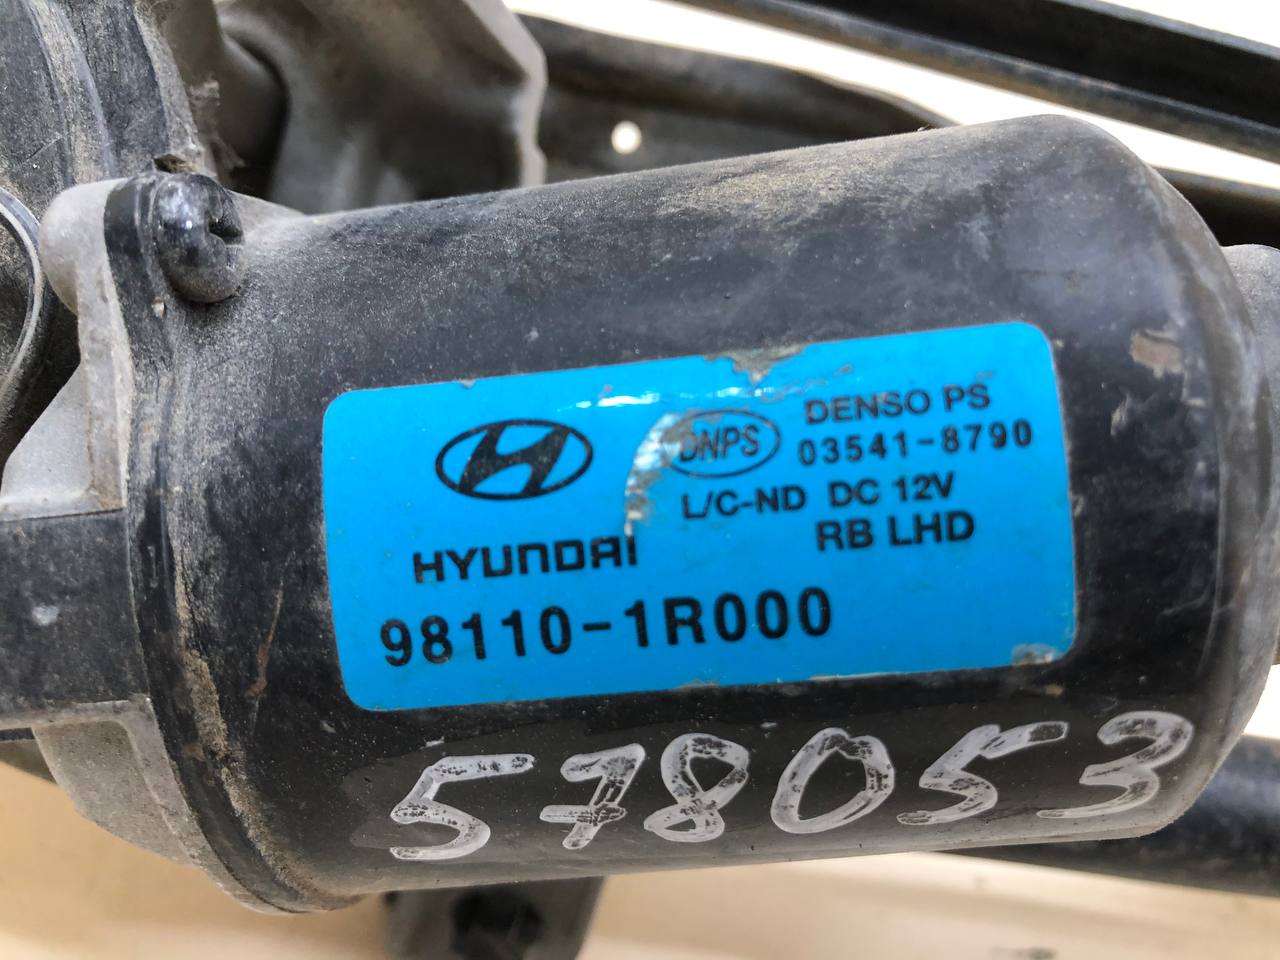 DENSO PS
DNPS
03541-8790
L/C-ND DC 12V
RB LHD
HYUNDAI
98110-1R000
578053